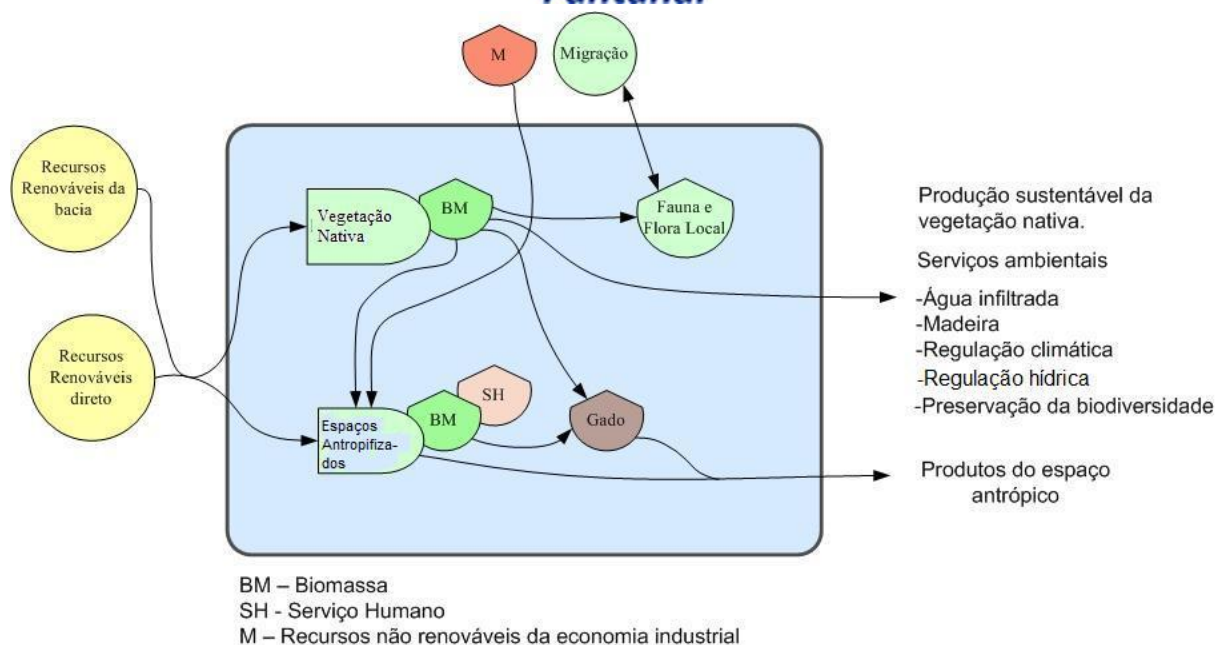 M
Migração
Recursos
Renováveis da
bacia
Vegetação
Nativa
BM
Fauna e
Flora Local
Produção sustentável da
vegetação nativa.
Serviços ambientais
-Água infiltrada
-Madeira
-Regulação climática
-Regulação hídrica
-Preservação da biodiversidade
Recursos
Renováveis
direto
Espaços
Antropifiza-
dos
BM
SH
Gado
Produtos do espaço
antrópico
BM – Biomassa
SH - Serviço Humano
M – Recursos não renováveis da economia industrial